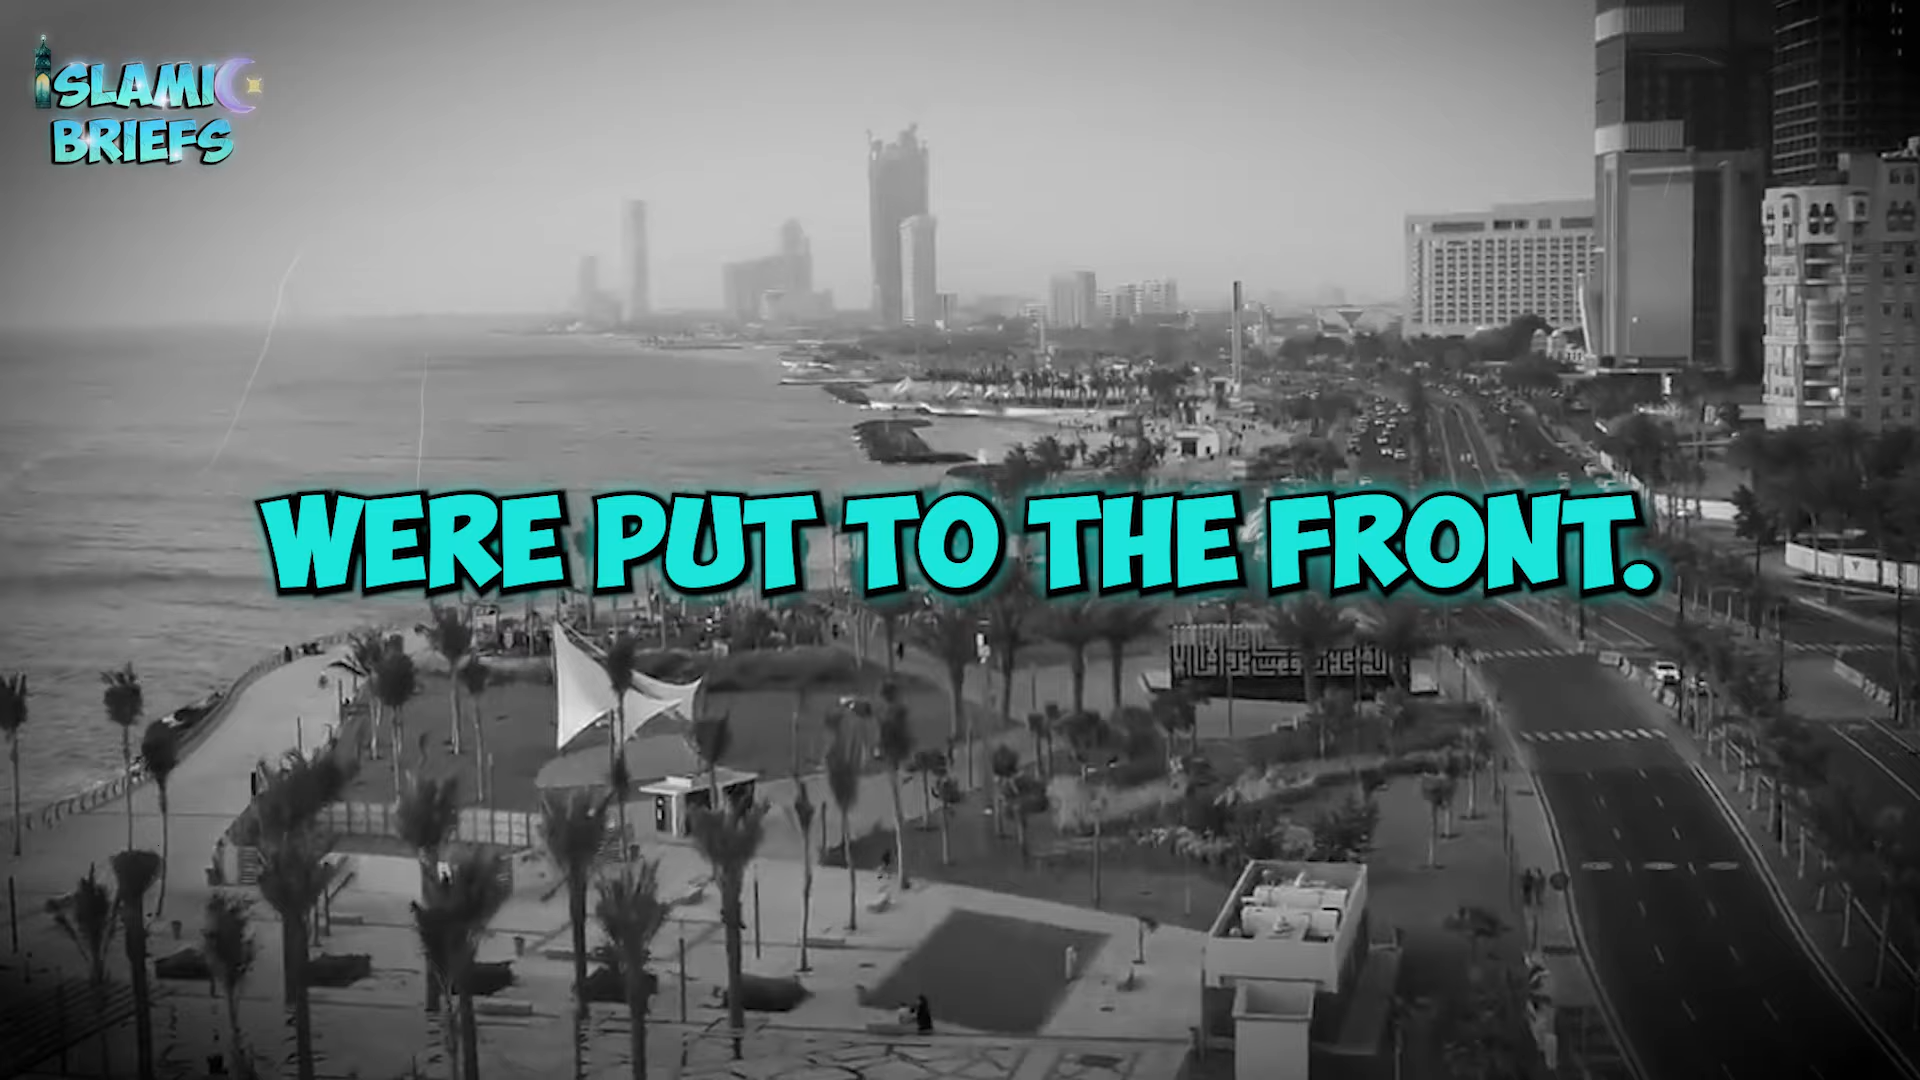 ISLAMIC
BRIEFS
WERE PUT TO THE FRONT.